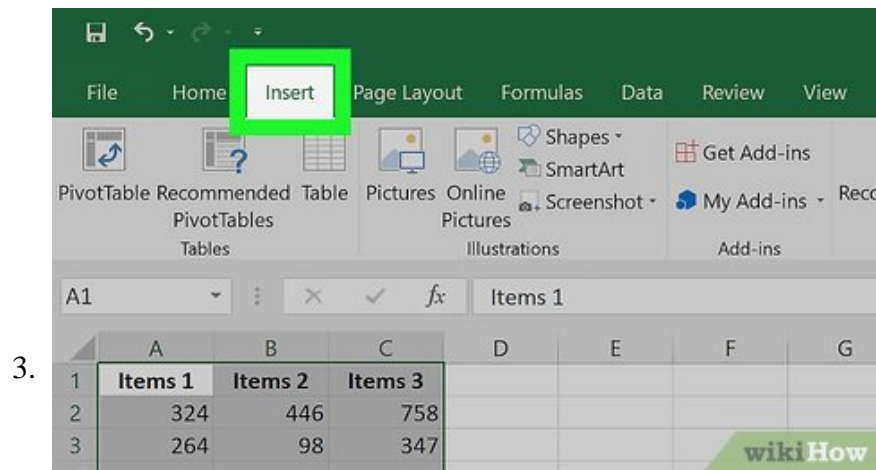 File Home Insert Page Layout Formulas Data Review View
Shapes
Get Add-ins
SmartArt
PivotTable Recommended Table Pictures Online
PivotTables Pictures
Screenshot My Add-ins
Tables Illustrations Add-ins
A1 fx Items 1
A B C D E F G
3.
1 Items 1 Items 2 Items 3
2 324 446 758
3 264 98 347
wikiHow